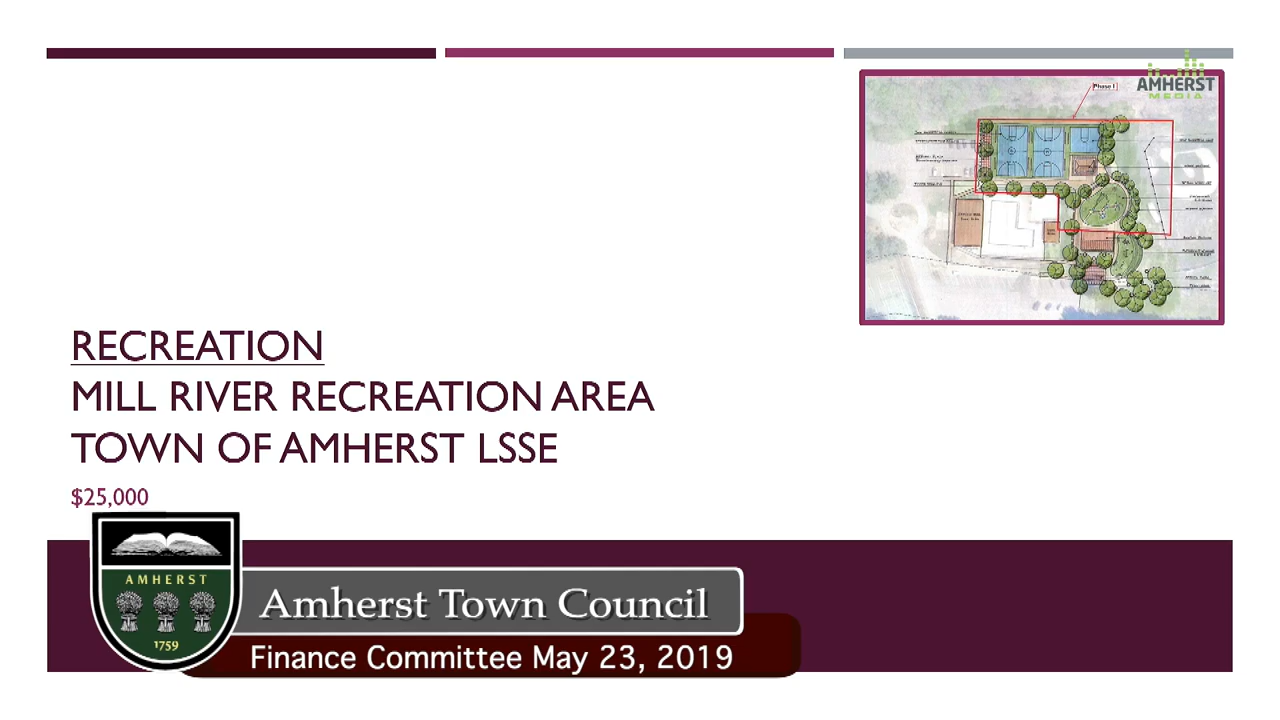 AMHERST
MEDIA
Phase I
RECREATION
MILL RIVER RECREATION AREA
TOWN OF AMHERST LSSE
$25,000
AMHERST
1759
Amherst Town Council
Finance Committee May 23, 2019